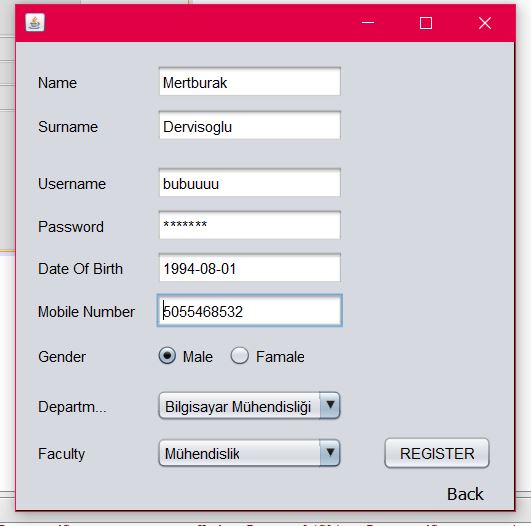 Name Mertburak
Surname Dervisoglu
Username bubuuuu
Password *******
Date Of Birth 1994-08-01
Mobile Number 5055468532
Gender Male Famale
Departm... Bilgisayar Mühendisliği
Faculty Mühendislik REGISTER
Back